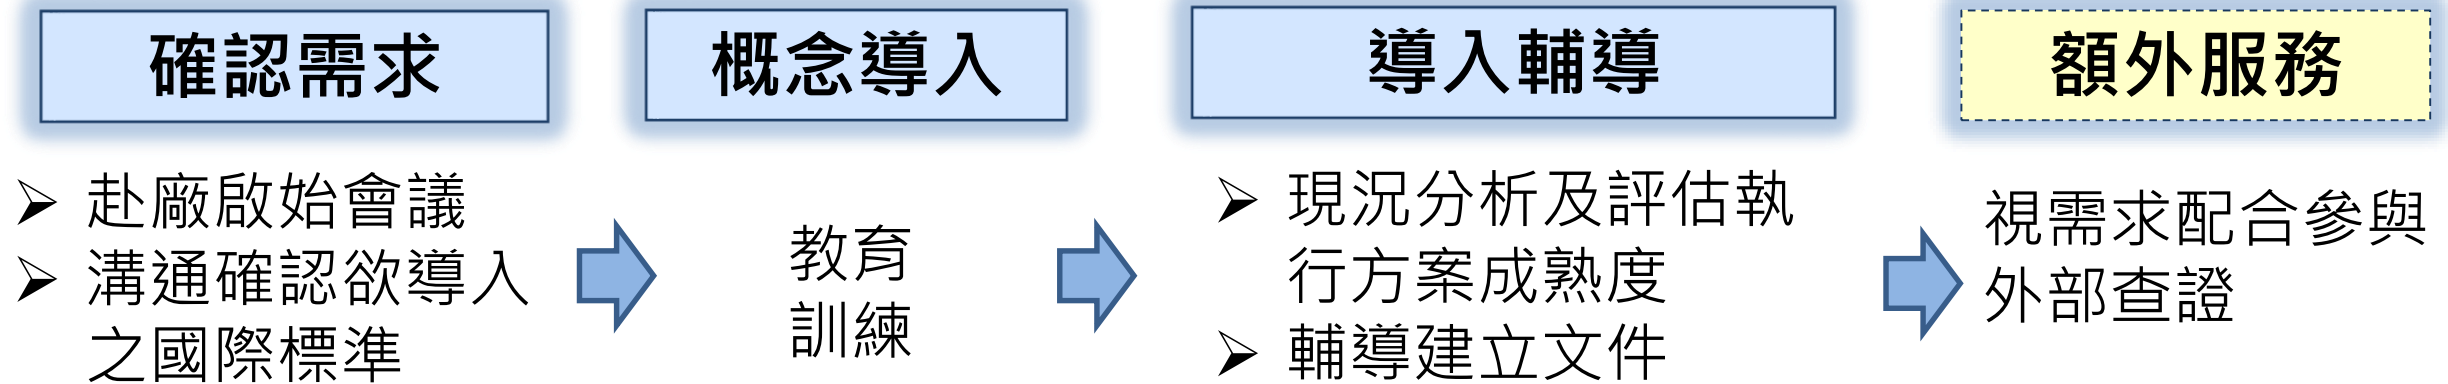 確認需求
➢ 赴廠啟始會議
➢ 溝通確認欲導入
之國際標準
概念導入
教育
訓練
導入輔導
➢ 現況分析及評估執
行方案成熟度
➢ 輔導建立文件
額外服務
視需求配合參與
外部查證